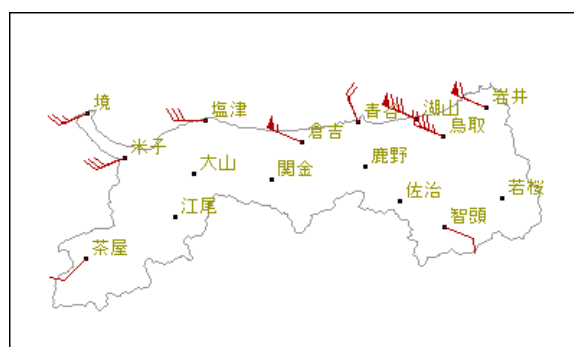 境
塩津
青谷
湖山
岩井
米子
倉吉
鳥取
大山
関金
鹿野
江尾
佐治
若桜
茶屋
智頭